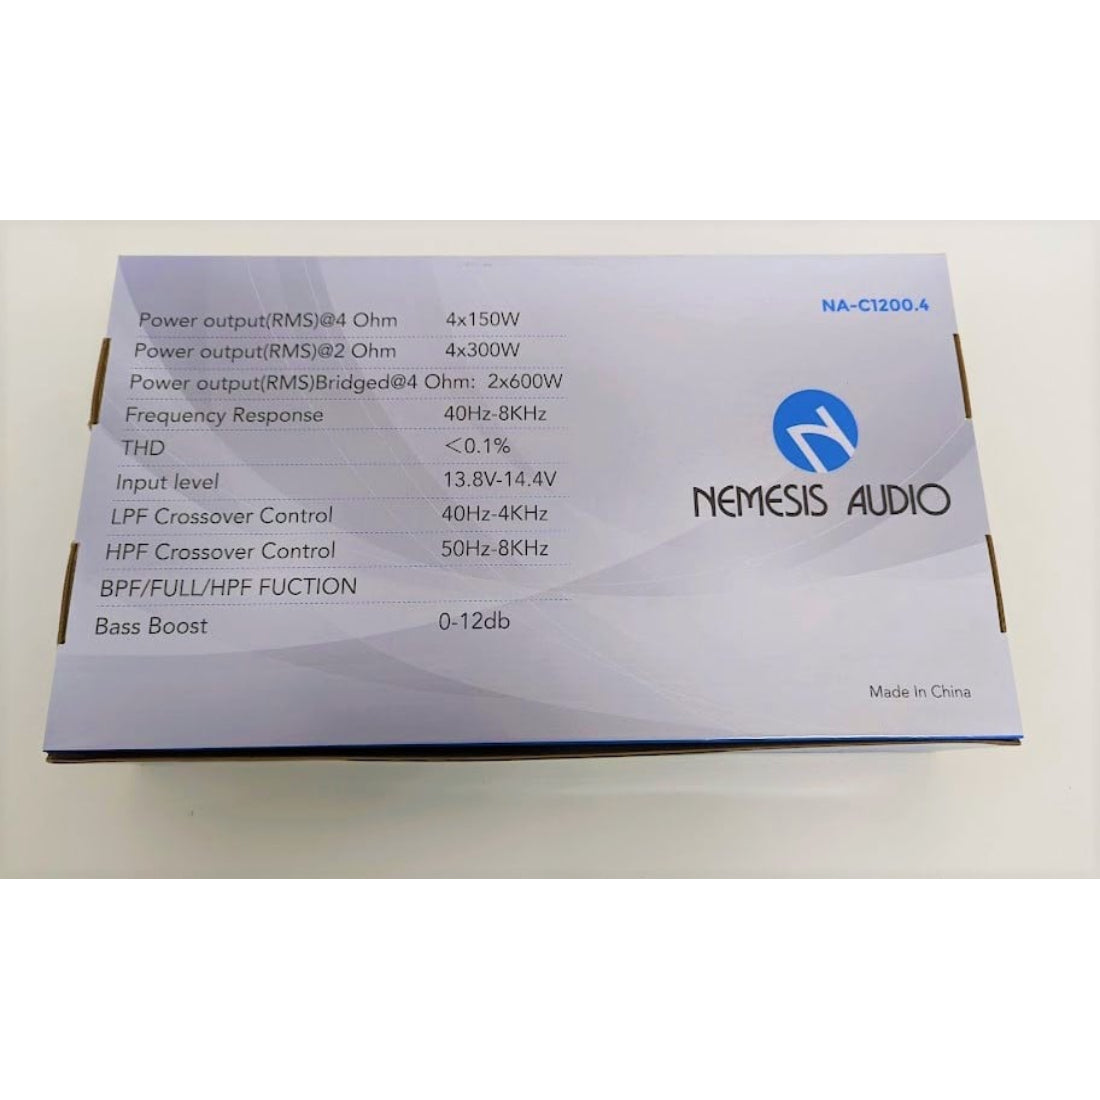 NA-C1200.4
Power output(RMS)@4 Ohm 4x150W
Power output(RMS)@2 Ohm 4x300W
Power output(RMS)Bridged@4 Ohm: 2x600W
Frequency Response 40Hz-8KHz
THD <0.1%
Input level 13.8V-14.4V
LPF Crossover Control 40Hz-4KHz
HPF Crossover Control 50Hz-8KHz
BPF/FULL/HPF FUCTION
Bass Boost 0-12db
NEMESIS AUDIO
Made In China